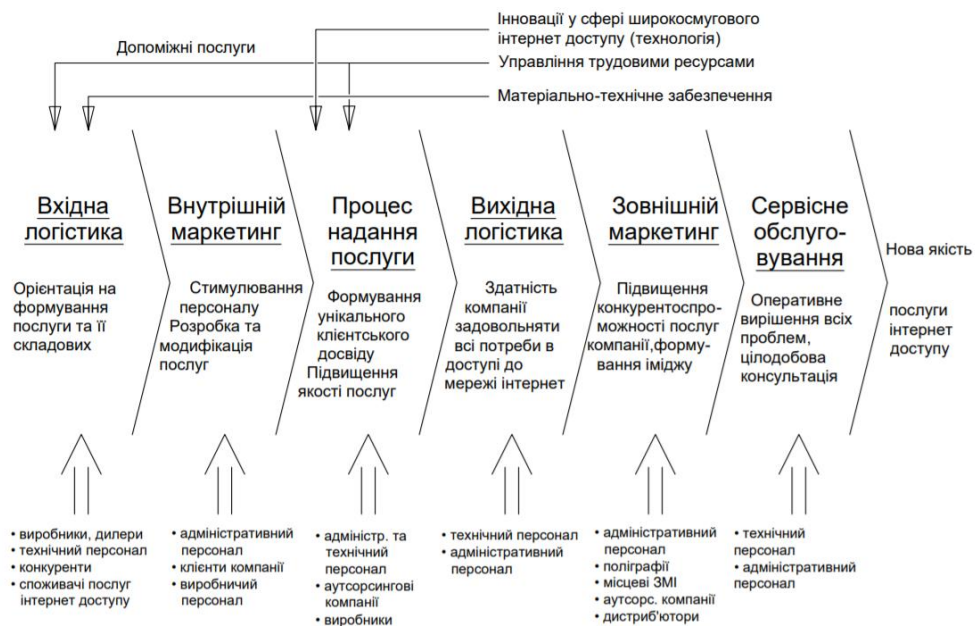 Допоміжні послуги
Інновації у сфері широкосмугового
інтернет доступу (технологія)
Управління трудовими ресурсами
Матеріально-технічне забезпечення
Вхідна
логістика
Орієнтація на
формування
послуги та її
складових
Внутрішній
маркетинг
Стимулювання
персоналу
Розробка та
модифікація
послуг
Процес
надання
послуги
Формування
унікального
клієнтського
досвіду
Підвищення
якості послуг
Вихідна
логістика
Здатність
компанії
задовольняти
всі потреби в
доступі до
мережі інтернет
Зовнішній
маркетинг
Підвищення
конкурентоспро-
можності послуг
компанії,форму-
вання іміджу
Сервісне
обслуго-
вування
Оперативне
вирішення всіх
проблем,
цілодобова
консультація
Нова якість
послуги
інтернет
доступу
• виробники, дилери
• технічний персонал
• конкуренти
• споживачі послуг
інтернет доступу
• адміністративний
персонал
• клієнти компанії
• виробничий
персонал
• адміністр. та
технічний
персонал
• аутсорсингові
компанії
• виробники
• технічний персонал
• адміністративний
персонал
• адміністративний
персонал
• поліграфії
• місцеві ЗМІ
• аутсорс. компанії
• дистриб'ютори
• технічний
персонал
• адміністративний
персонал